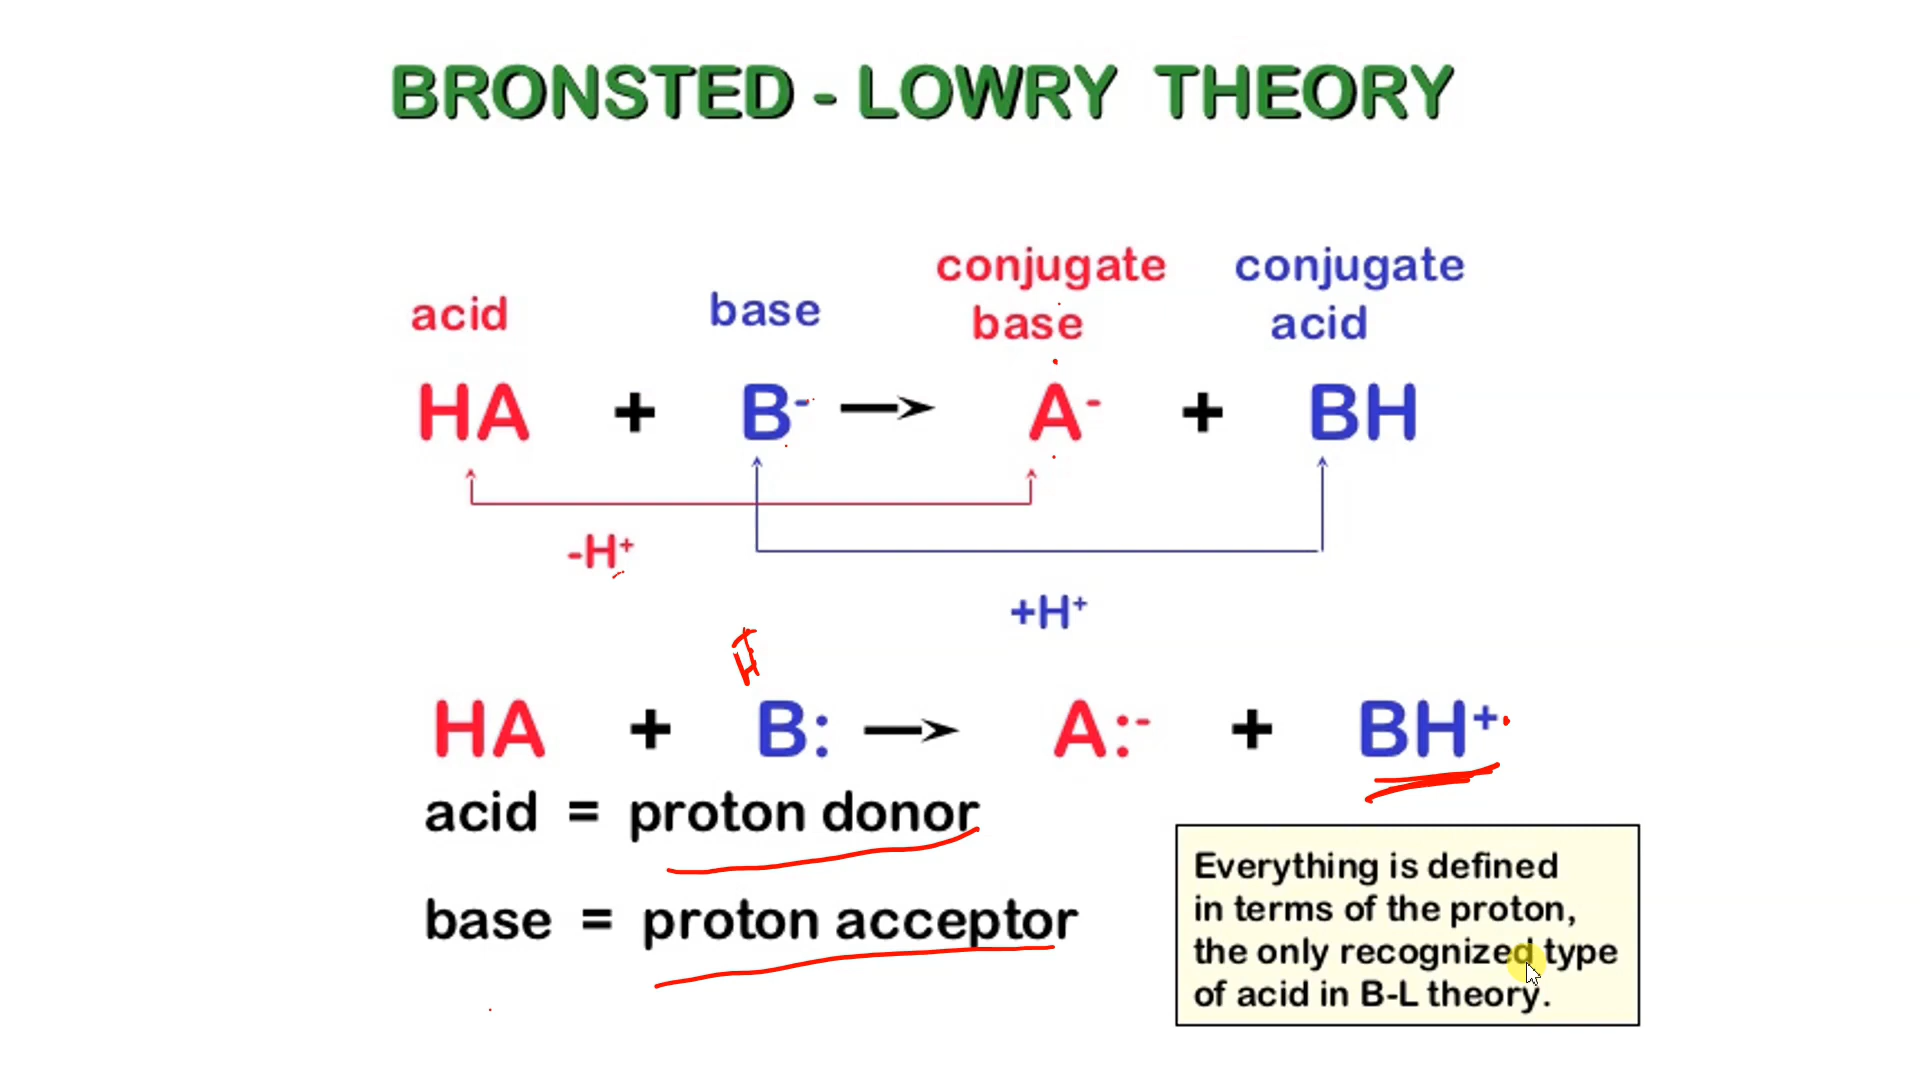 BRONSTED - LOWRY THEORY
acid base conjugate base conjugate acid
HA + B- → A- + BH
-H+
+H+
H
HA + B: → A:- + BH+
acid = proton donor
base = proton acceptor
Everything is defined
in terms of the proton,
the only recognized type
of acid in B-L theory.